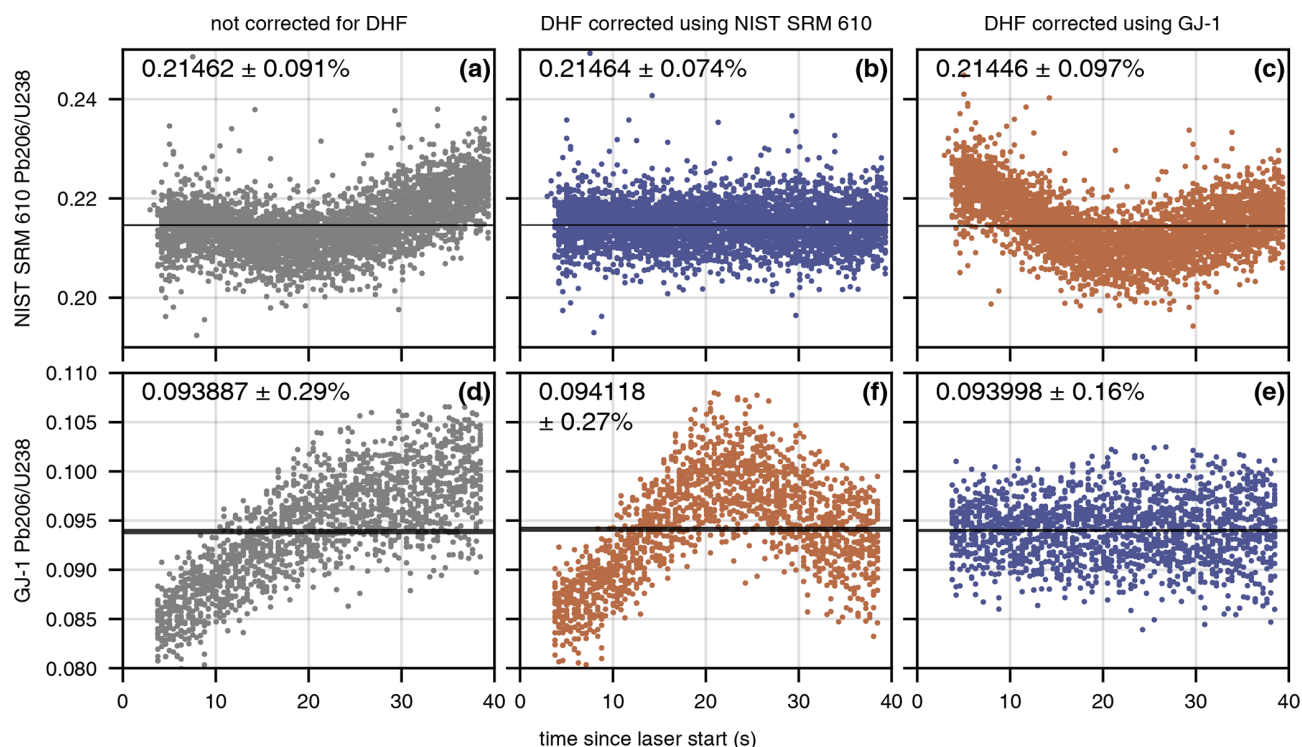 not corrected for DHF
DHF corrected using NIST SRM 610
DHF corrected using GJ-1
NIST SRM 610 Pb206/U238
0.24
0.22
0.20
0.21462 ± 0.091%
(a)
0.21464 ± 0.074%
(b)
0.21446 ± 0.097%
(c)
GJ-1 Pb206/U238
0.110
0.105
0.100
0.095
0.090
0.085
0.080
0.093887 ± 0.29%
(d)
0.094118
± 0.27%
(f)
0.093998 ± 0.16%
(e)
0 10 20 30 40
0 10 20 30 40
0 10 20 30 40
time since laser start (s)